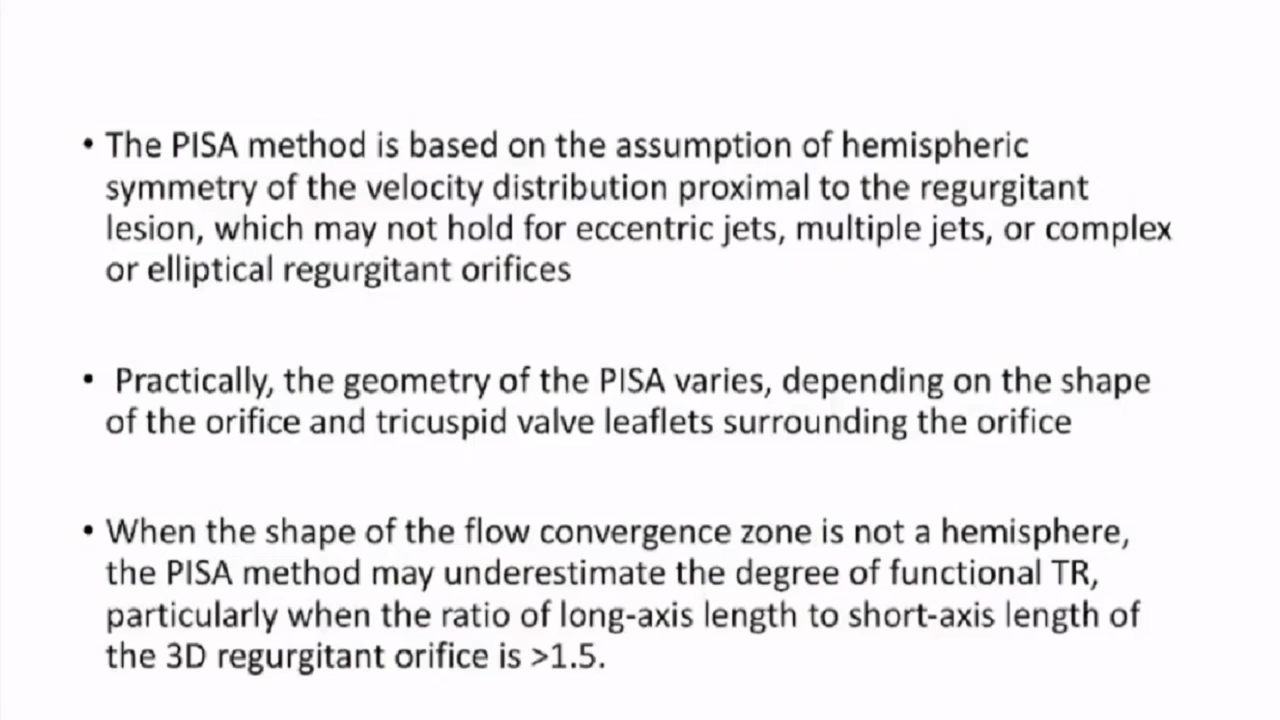 • The PISA method is based on the assumption of hemispheric
symmetry of the velocity distribution proximal to the regurgitant
lesion, which may not hold for eccentric jets, multiple jets, or complex
or elliptical regurgitant orifices
• Practically, the geometry of the PISA varies, depending on the shape
of the orifice and tricuspid valve leaflets surrounding the orifice
• When the shape of the flow convergence zone is not a hemisphere,
the PISA method may underestimate the degree of functional TR,
particularly when the ratio of long-axis length to short-axis length of
the 3D regurgitant orifice is >1.5.